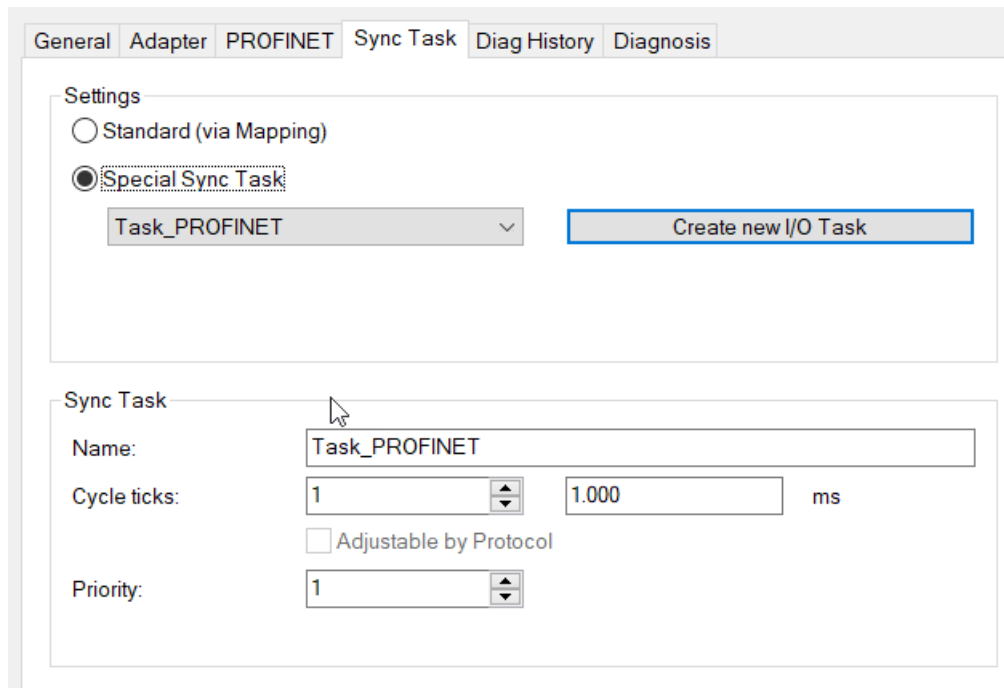 General Adapter PROFINET Sync Task Diag History Diagnosis
Settings
Standard (via Mapping)
Special Sync Task
Task_PROFINET Create new I/O Task
Sync Task
Name: Task_PROFINET
Cycle ticks: 1 1.000 ms
Adjustable by Protocol
Priority: 1